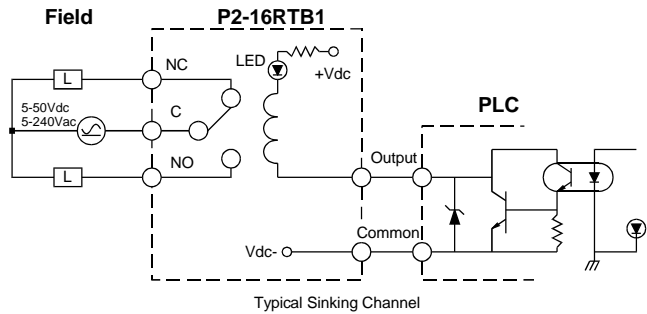 Field
P2-16RTB1
NC
LED
+Vdc
L
5-50Vdc
5-240Vac
C
PLC
NO
Output
L
Common
Vdc-
Typical Sinking Channel